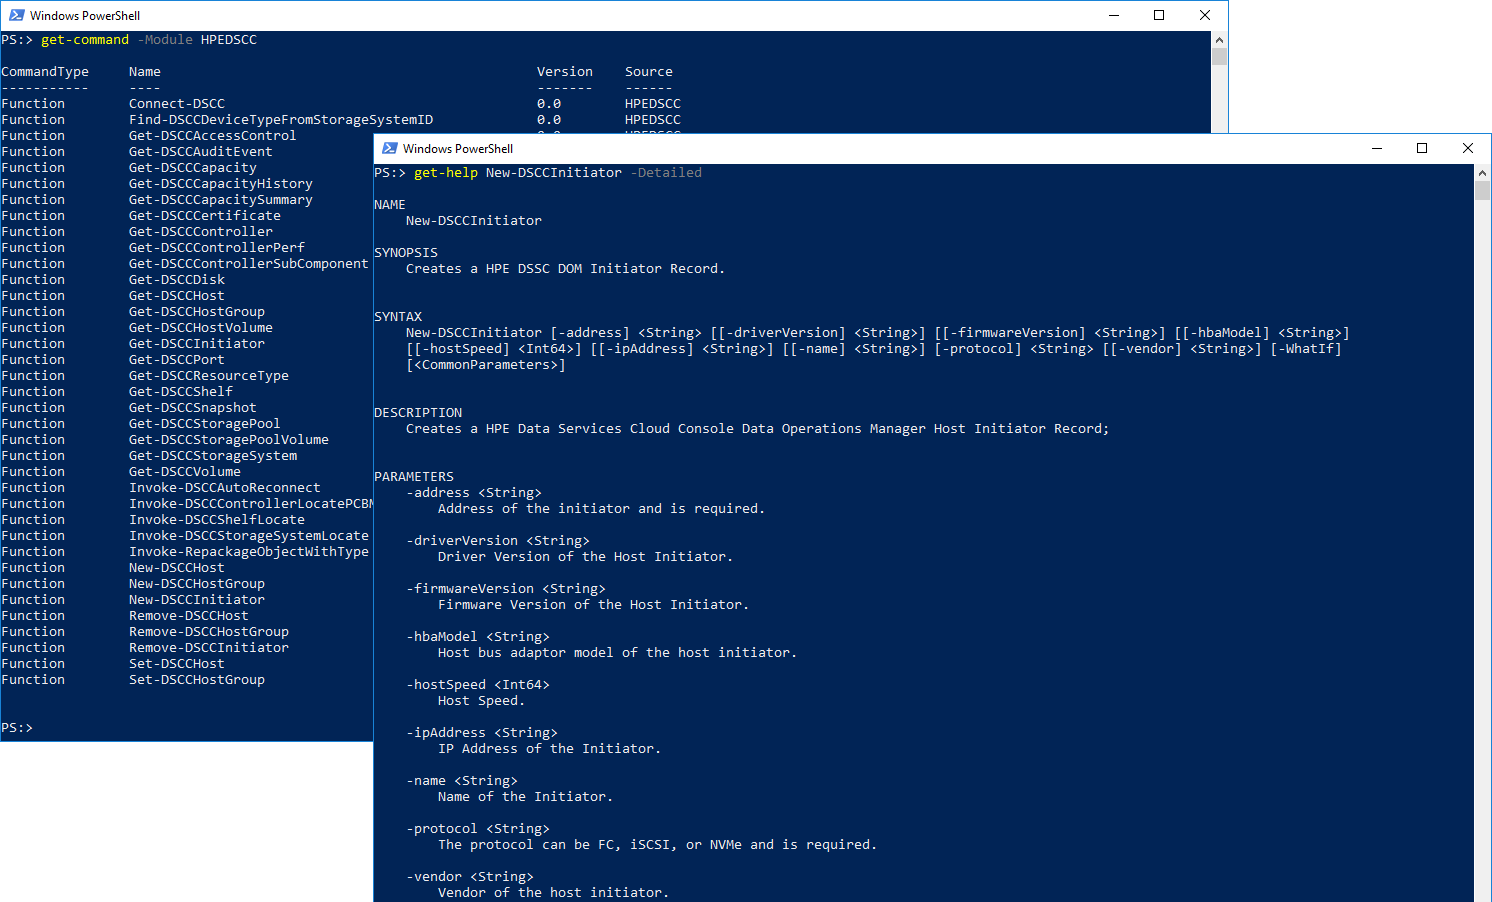 Windows PowerShell
PS:> get-command -Module HPEDSCC
CommandType Name Version Source
----------- ---- ------- ------
Function Connect-DSCC 0.0 HPEDSCC
Function Find-DSCCDeviceTypeFromStorageSystemID 0.0 HPEDSCC
Function Get-DSCCAccessControl
Function Get-DSCCAuditEvent
Function Get-DSCCCapacity
Function Get-DSCCCapacityHistory
Function Get-DSCCCapacitySummary
Function Get-DSCCCertificate
Function Get-DSCCController
Function Get-DSCCControllerPerf
Function Get-DSCCControllerSubComponent
Function Get-DSCCDisk
Function Get-DSCCHost
Function Get-DSCCHostGroup
Function Get-DSCCHostVolume
Function Get-DSCCInitiator
Function Get-DSCCPort
Function Get-DSCCResourceType
Function Get-DSCCShelf
Function Get-DSCCSnapshot
Function Get-DSCCStoragePool
Function Get-DSCCStoragePoolVolume
Function Get-DSCCStorageSystem
Function Get-DSCCVolume
Function Invoke-DSCCAutoReconnect
Function Invoke-DSCCControllerLocatePCBM
Function Invoke-DSCCShelfLocate
Function Invoke-DSCCStorageSystemLocate
Function Invoke-RepackageObjectWithType
Function New-DSCCHost
Function New-DSCCHostGroup
Function New-DSCCInitiator
Function Remove-DSCCHost
Function Remove-DSCCHostGroup
Function Remove-DSCCInitiator
Function Set-DSCCHost
Function Set-DSCCHostGroup
PS:>
Windows PowerShell
PS:> get-help New-DSCCInitiator -Detailed
NAME
New-DSCCInitiator
SYNOPSIS
Creates a HPE DSSC DOM Initiator Record.
SYNTAX
New-DSCCInitiator [-address] <String> [[-driverVersion] <String>] [[-firmwareVersion] <String>] [[-hbaModel] <String>]
[[-hostSpeed] <Int64>] [[-ipAddress] <String>] [[-name] <String>] [-protocol] <String> [[-vendor] <String>] [-WhatIf]
[<CommonParameters>]
DESCRIPTION
Creates a HPE Data Services Cloud Console Data Operations Manager Host Initiator Record;
PARAMETERS
-address <String>
Address of the initiator and is required.
-driverVersion <String>
Driver Version of the Host Initiator.
-firmwareVersion <String>
Firmware Version of the Host Initiator.
-hbaModel <String>
Host bus adaptor model of the host initiator.
-hostSpeed <Int64>
Host Speed.
-ipAddress <String>
IP Address of the Initiator.
-name <String>
Name of the Initiator.
-protocol <String>
The protocol can be FC, iSCSI, or NVMe and is required.
-vendor <String>
Vendor of the host initiator.